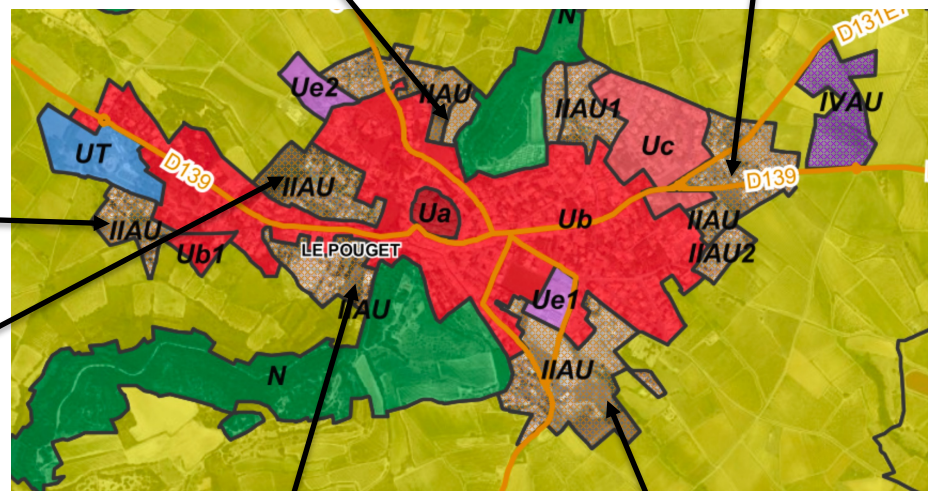 N
D131E7
Ue2
IIAU
IIAU1
IVAU
Uc
UT
D139
IIAU
D139
Ua
Ub
IIAU
IIAU
Ub1
LE POUGET
IIAU2
Ue1
IIAU
IIAU
N